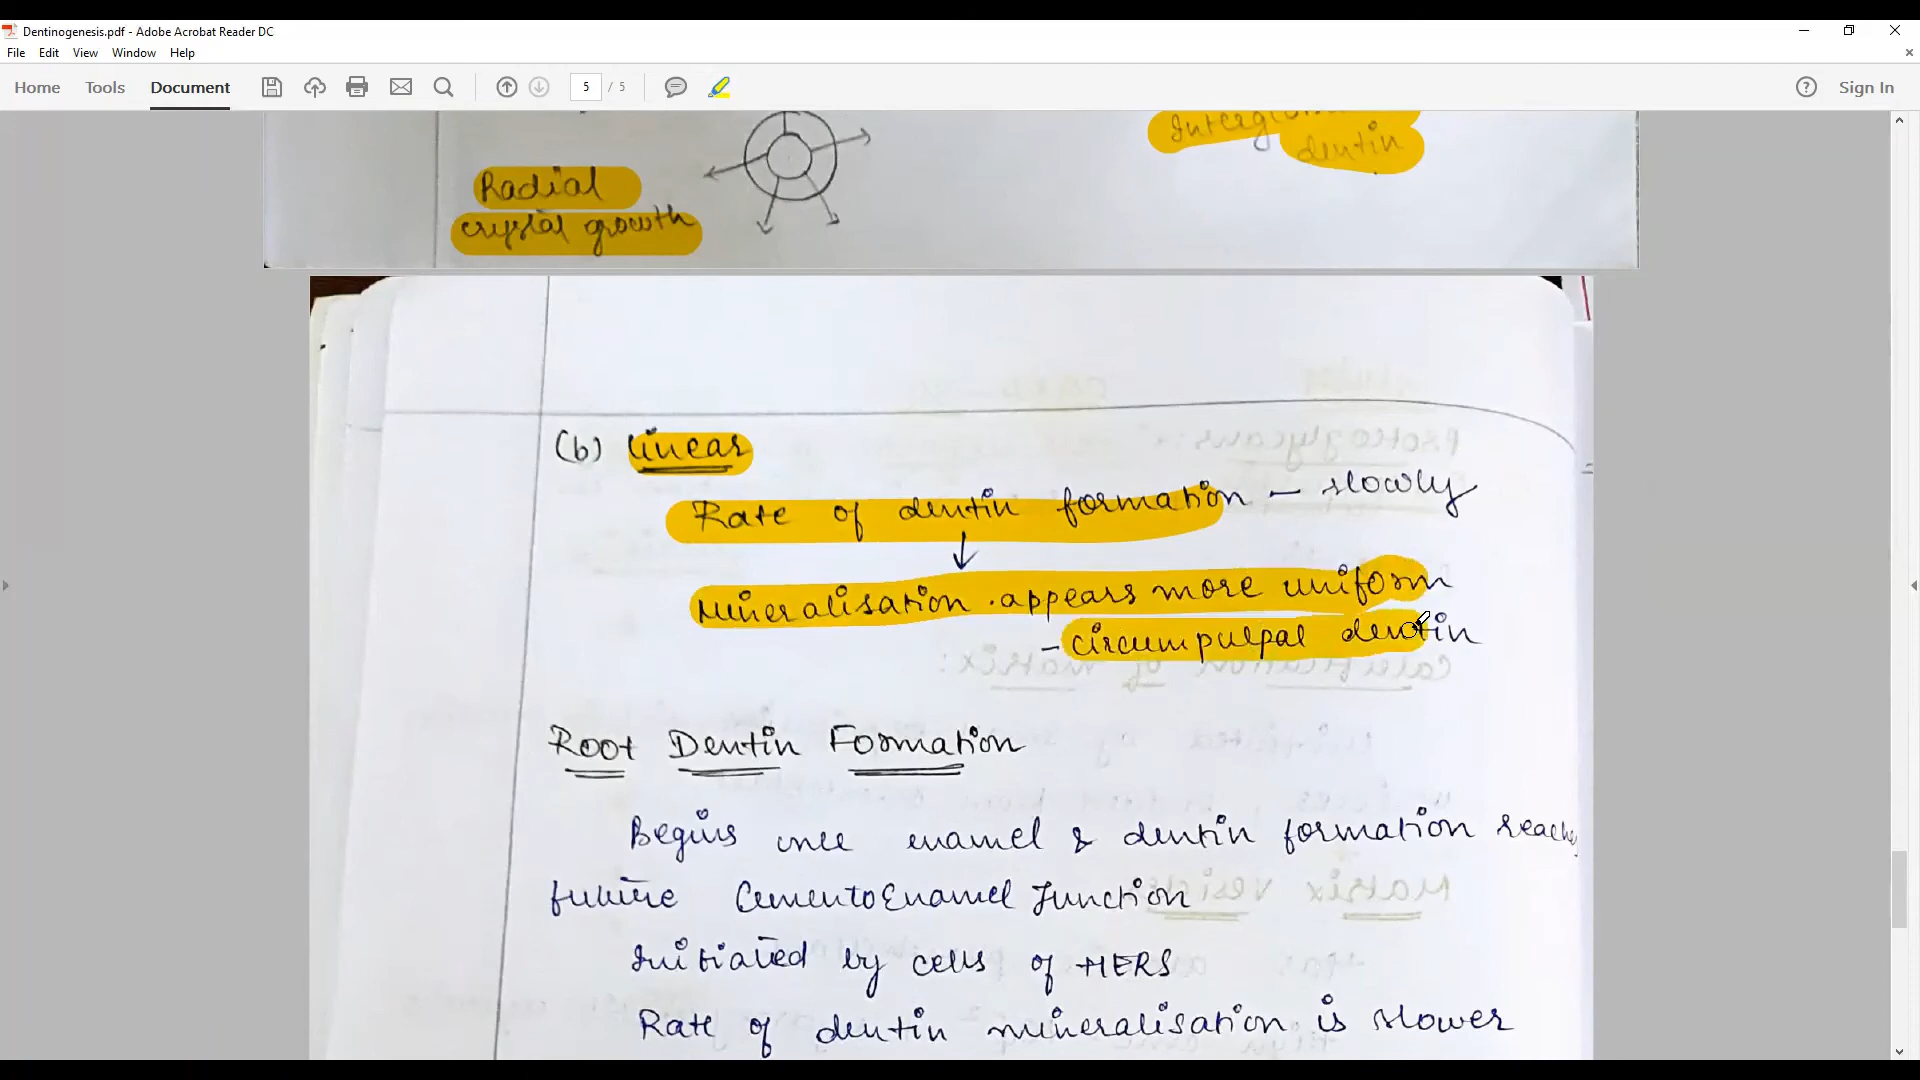 Dentinogenesis.pdf - Adobe Acrobat Reader DC
File Edit View Window Help
Home Tools Document 5 / 5 Sign In
dentin
Radial
crystal growth
(b) linear
Rate of dentin formation – slowly
↓
Mineralisation appears more uniform
– circumpulpal dentin
Root Dentin Formation
Begins once enamel & dentin formation
future CementoEnamel Junction
Initiated by cells of HERS
Rate of dentin mineralisation is slower